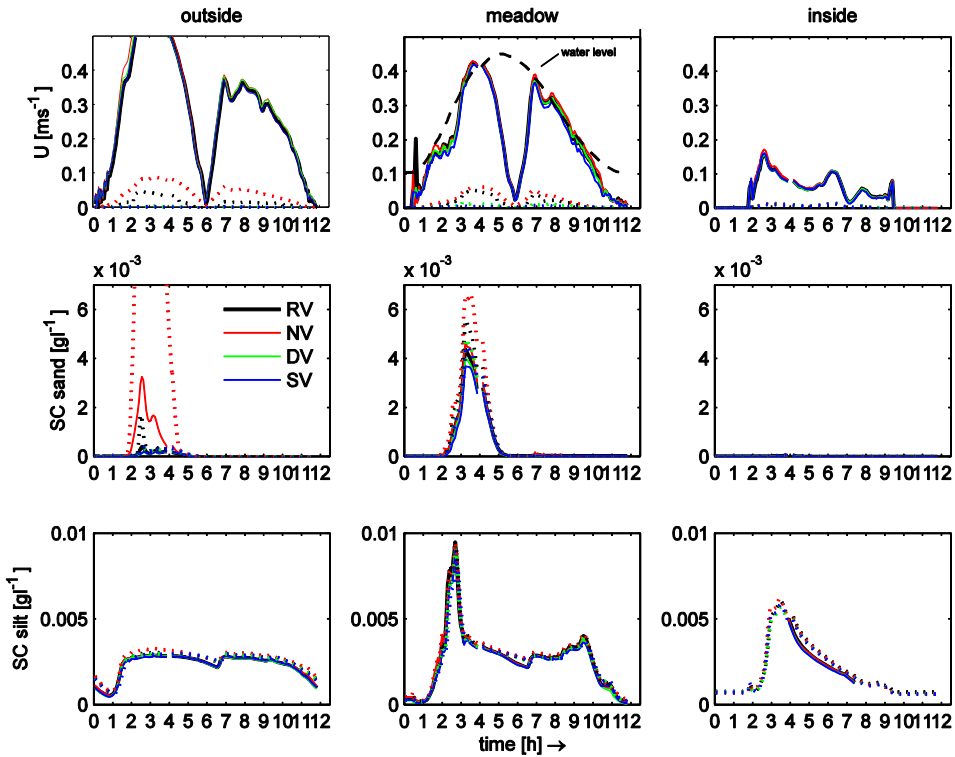 outside meadow inside
0.4 0.4 0.4
water level
0.3 0.3 0.3
U [ms-1]
0.2 0.2 0.2
0.1 0.1 0.1
0 0 0
0 1 2 3 4 5 6 7 8 9 10 11 12 0 1 2 3 4 5 6 7 8 9 10 11 12 0 1 2 3 4 5 6 7 8 9 10 11 12
x 10-3 x 10-3 x 10-3
6 6 6
RV
NV
4 4 4
DV
SV
SC sand [gl-1]
2 2 2
0 0 0
0 1 2 3 4 5 6 7 8 9 10 11 12 0 1 2 3 4 5 6 7 8 9 10 11 12 0 1 2 3 4 5 6 7 8 9 10 11 12
0.01 0.01 0.01
SC silt [gl-1]
0.005 0.005 0.005
0 0 0
0 1 2 3 4 5 6 7 8 9 10 11 12 0 1 2 3 4 5 6 7 8 9 10 11 12 0 1 2 3 4 5 6 7 8 9 10 11 12
time [h] →